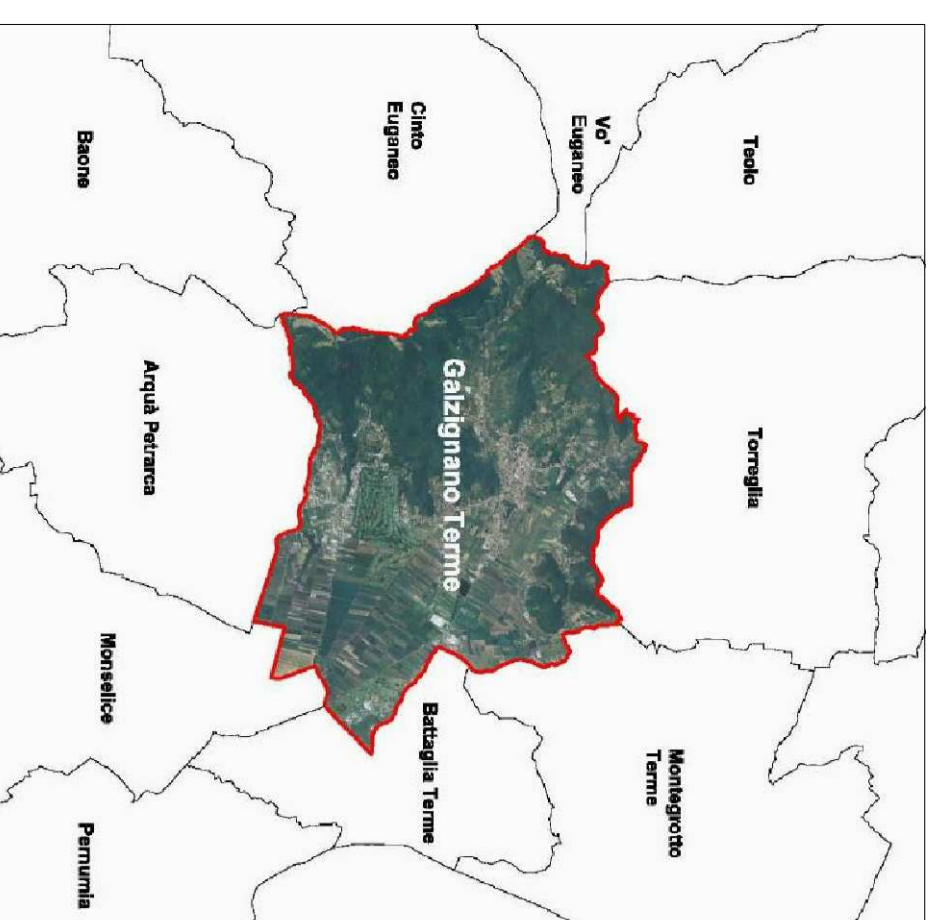 Teolo
Vo'
Euganeo
Cinto
Euganeo
Baone
Torreglia
Galzignano Terme
Arquà Petrarca
Montegrotto
Terme
Battaglia Terme
Monselice
Pernumia